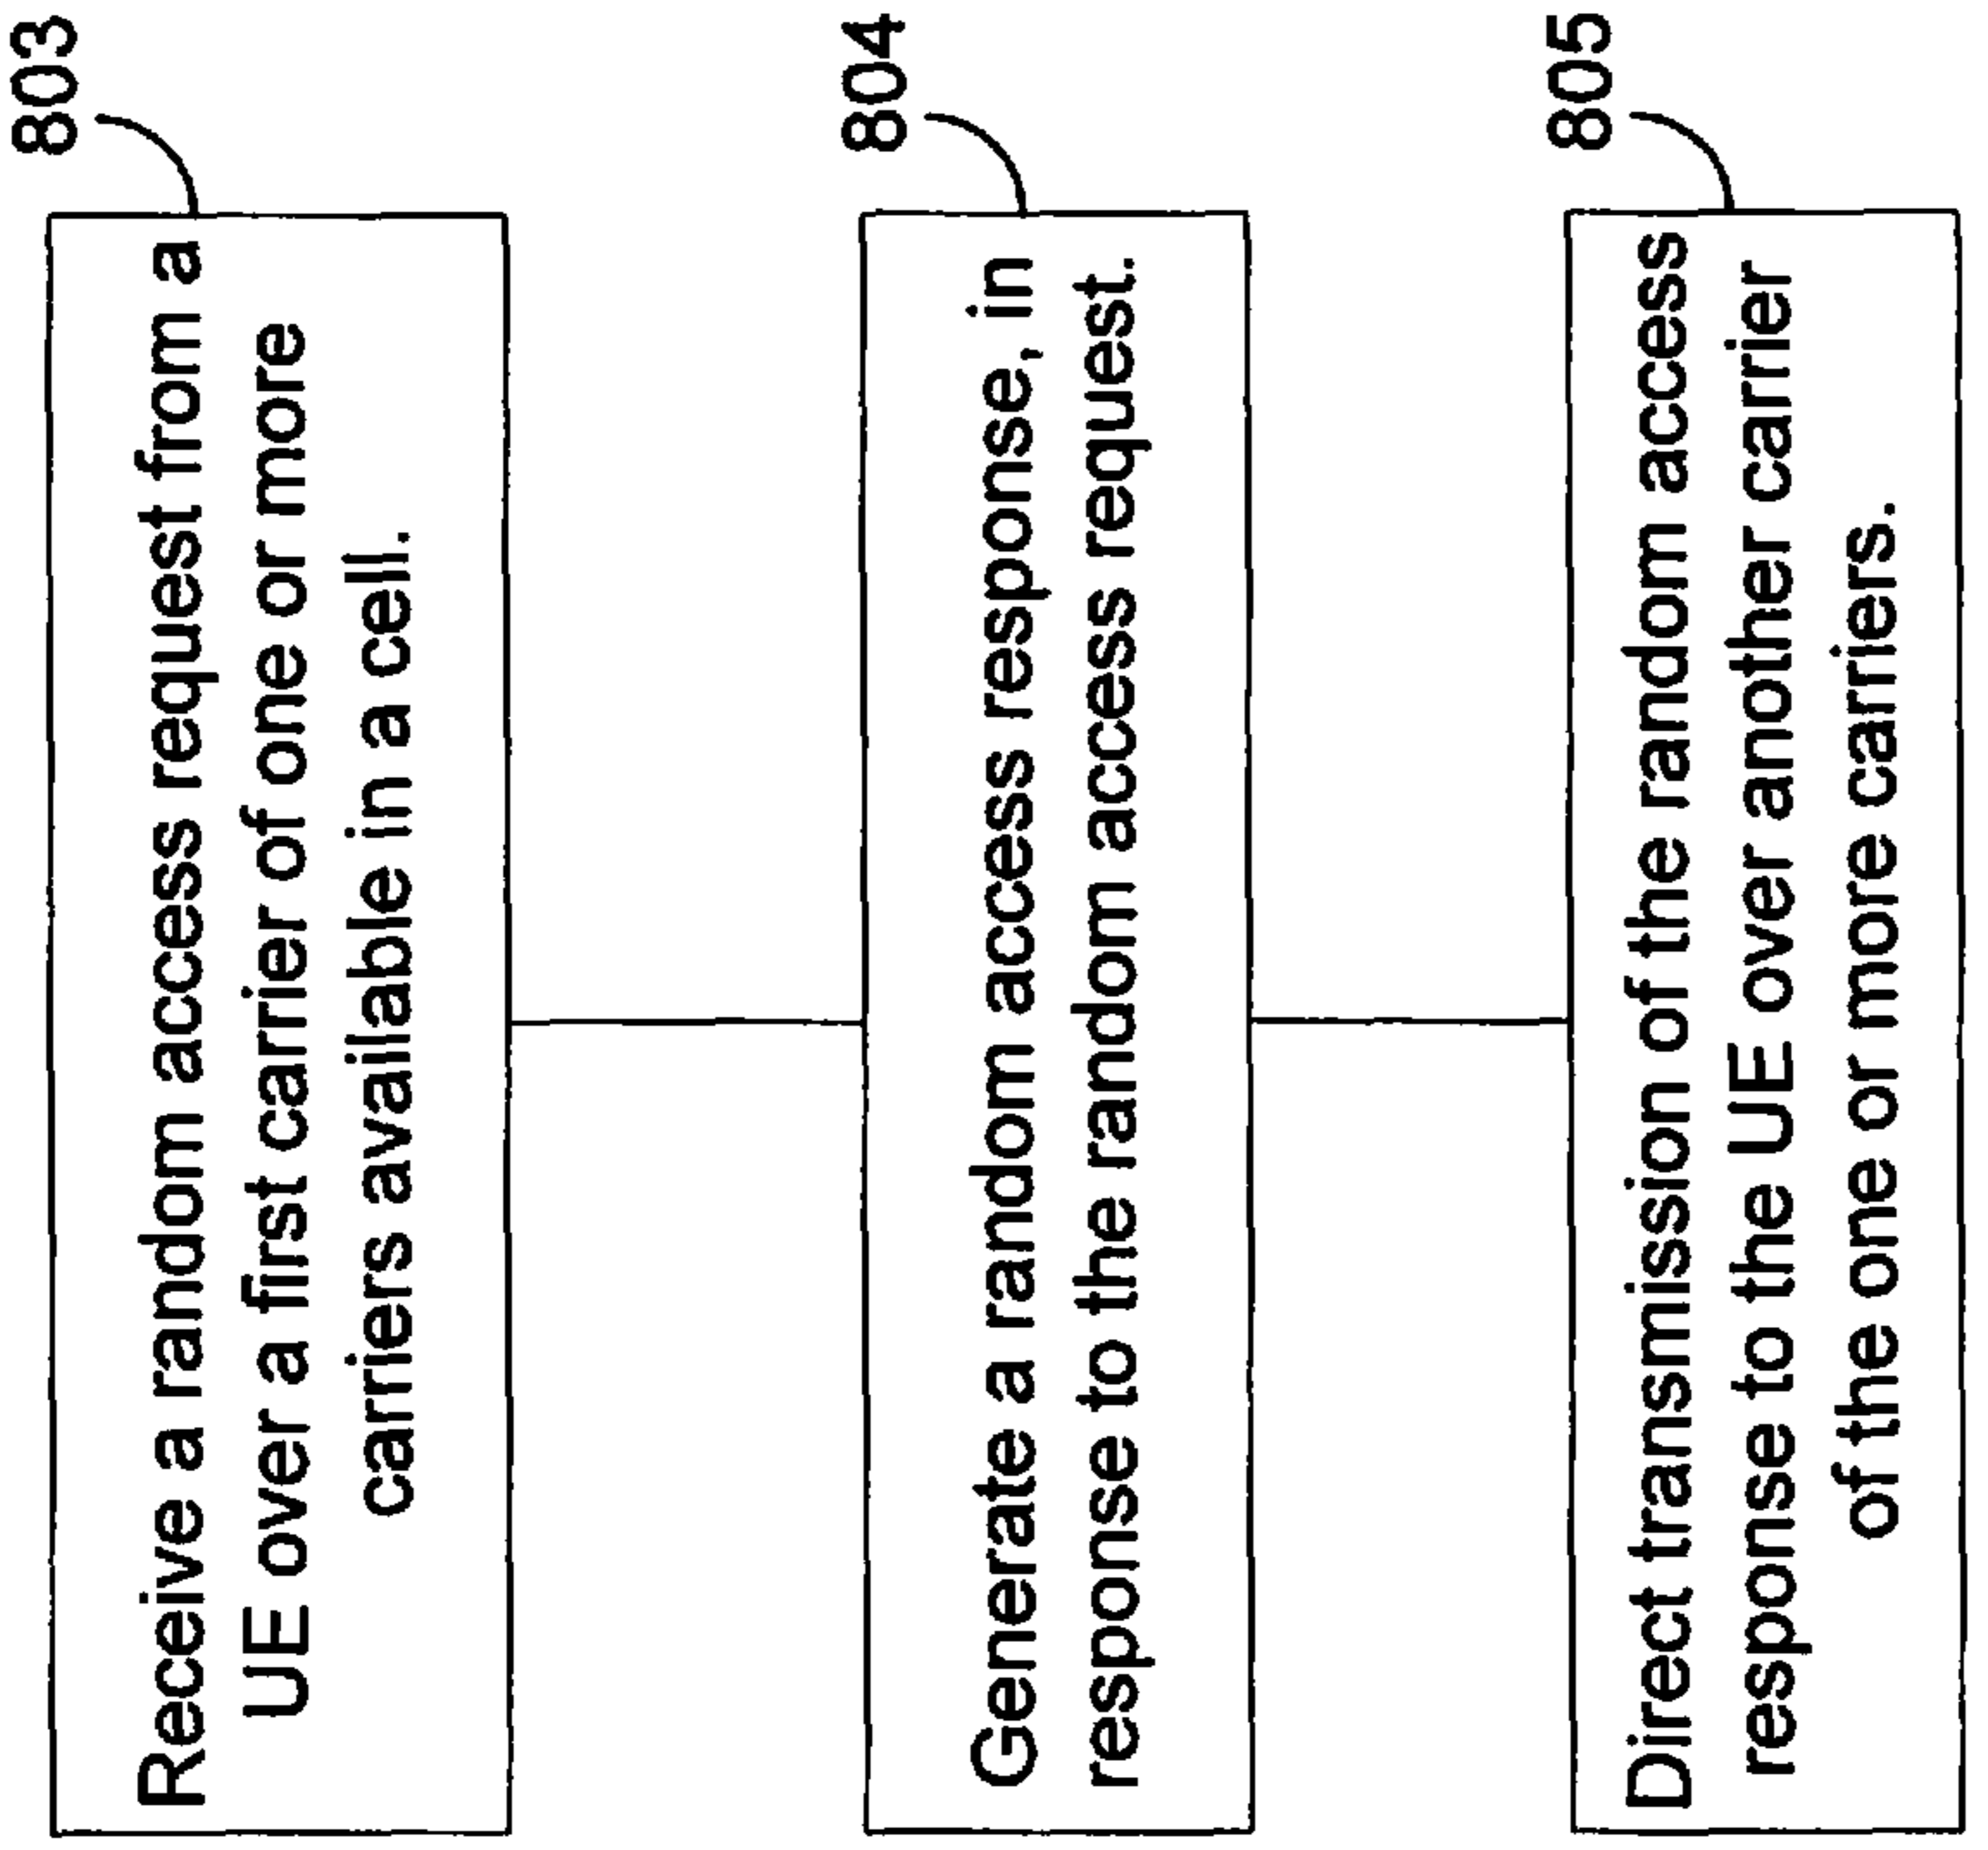 803
Receive a random access request from a
UE over a first carrier of one or more
carriers available in a cell.
804
Generate a random access response, in
response to the random access request.
805
Direct transmission of the random access
response to the UE over another carrier
of the one or more carriers.